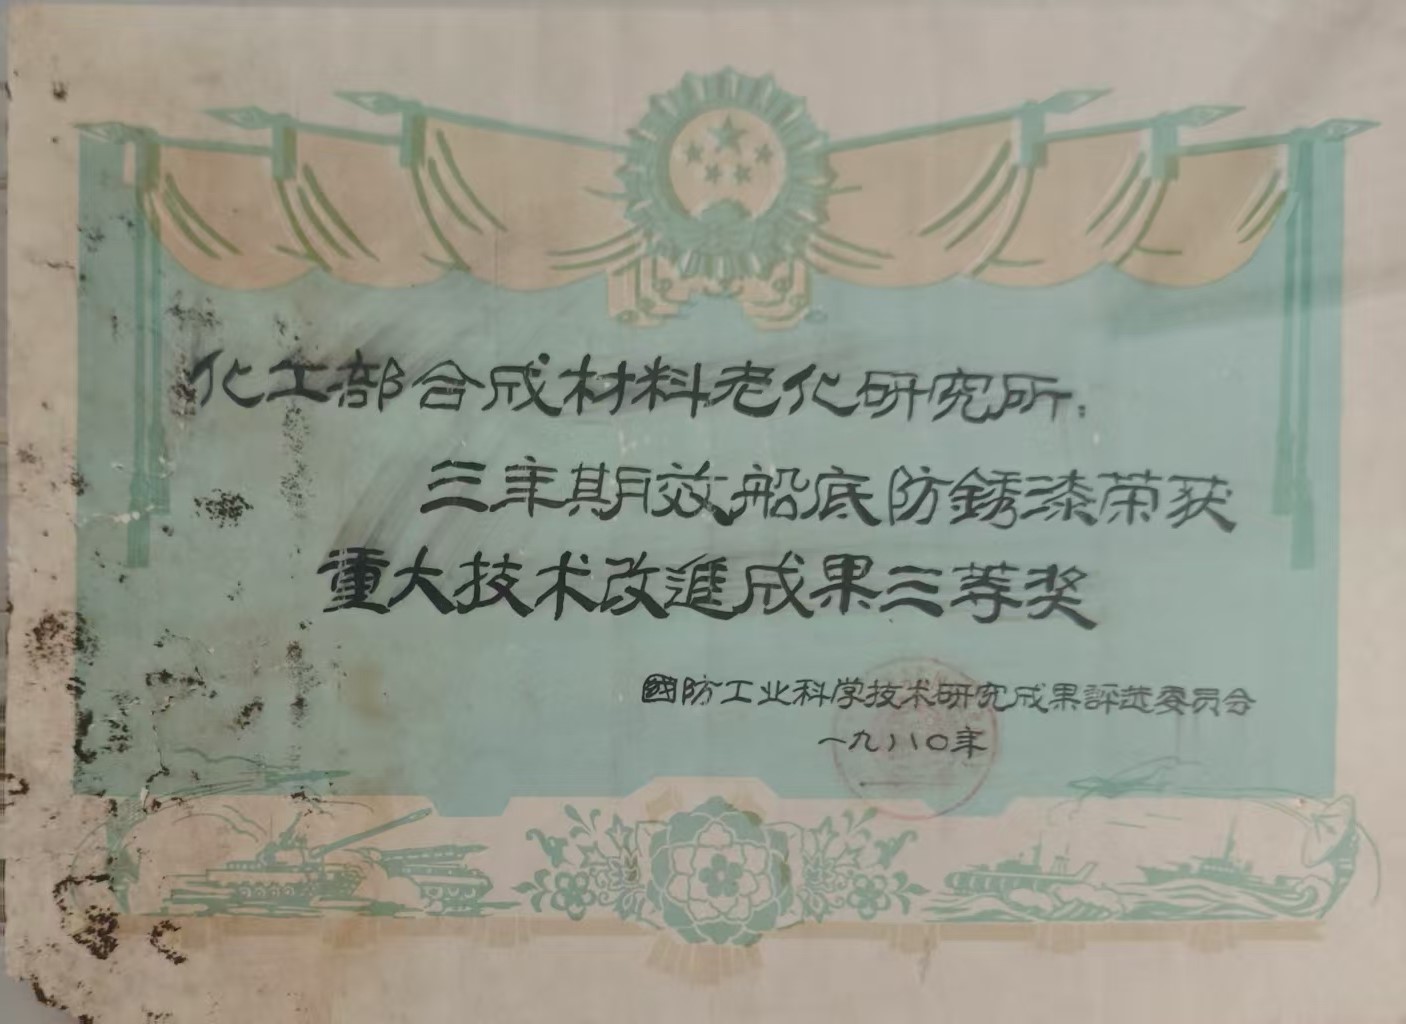 化工部合成材料老化研究所：
三年期效船底防銹漆荣获
重大技术改進成果三等奖
國防工业科学技术研究成果評选委员会
一九八〇年